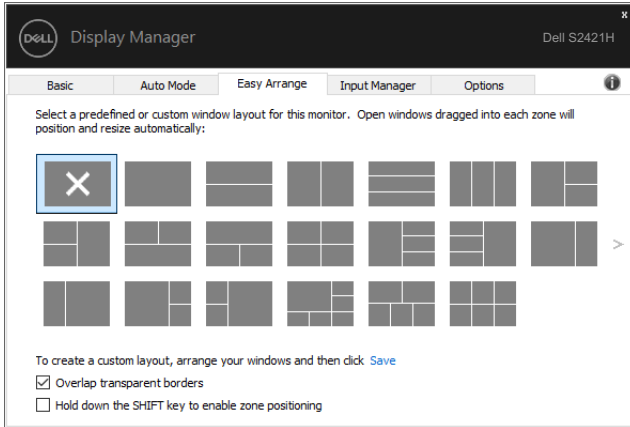 x
DELL Display Manager Dell S2421H
Basic Auto Mode Easy Arrange Input Manager Options i
Select a predefined or custom window layout for this monitor. Open windows dragged into each zone will
position and resize automatically:
>
To create a custom layout, arrange your windows and then click Save
Overlap transparent borders
Hold down the SHIFT key to enable zone positioning